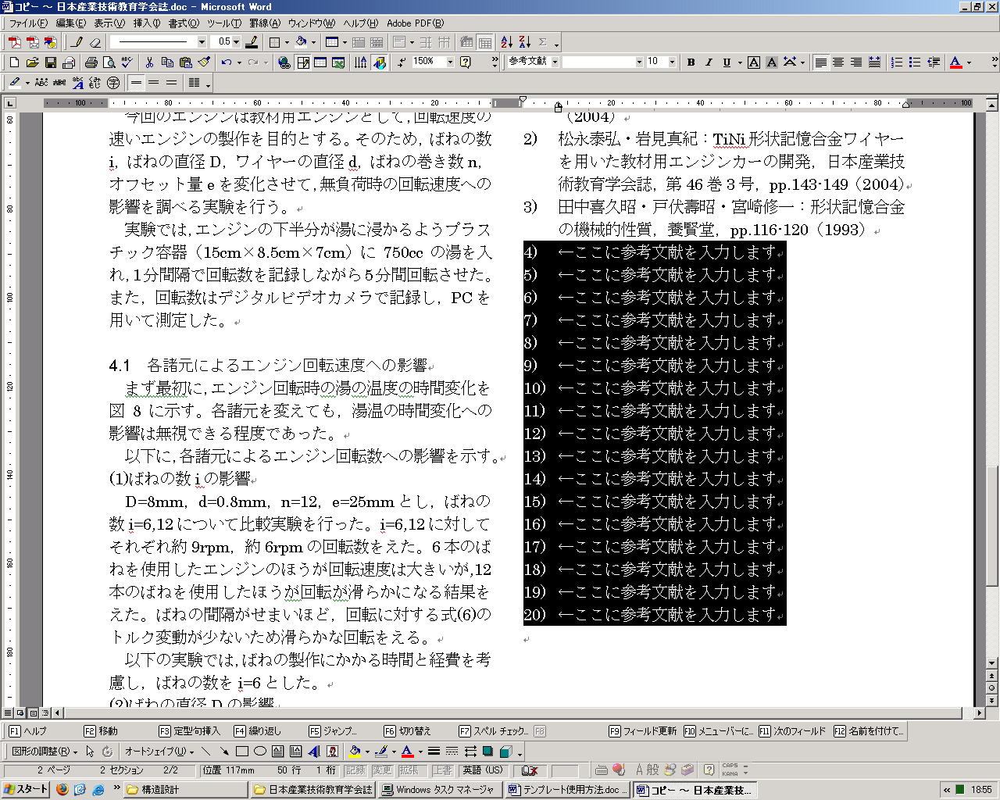 コピー ～ 日本産業技術教育学会誌.doc - Microsoft Word
ファイル(F) 編集(E) 表示(V) 挿入(I) 書式(O) ツール(T) 罫線(A) ウィンドウ(W) ヘルプ(H) Adobe PDF(B)
0.5
150% 参考文献 10 B I U A A A
100 80 60 40 20 20 40 60 80 100
今回のエンジンは教材用エンジンとして,回転速度の
速いエンジンの製作を目的とする。そのため，ばねの数
i，ばねの直径 D，ワイヤーの直径 d，ばねの巻き数 n，
オフセット量 e を変化させて,無負荷時の回転速度への
影響を調べる実験を行う。
実験では,エンジンの下半分が湯に浸かるようプラス
チック容器（15cm×8.5cm×7cm）に 750cc の湯を入
れ,1分間隔で回転数を記録しながら5分間回転させた。
また，回転数はデジタルビデオカメラで記録し，PC を
用いて測定した。
4.1 各諸元によるエンジン回転速度への影響
まず最初に,エンジン回転時の湯の温度の時間変化を
図 8 に示す。各諸元を変えても，湯温の時間変化への
影響は無視できる程度であった。
以下に,各諸元によるエンジン回転数への影響を示す。
(1)ばねの数 i の影響
D=8mm，d=0.8mm，n=12，e=25mm とし，ばねの
数 i=6,12 について比較実験を行った。i=6,12 に対して
それぞれ約 9rpm，約 6rpm の回転数をえた。6 本のば
ねを使用したエンジンのほうが回転速度は大きいが,12
本のばねを使用したほうが回転が滑らかになる結果を
えた。ばねの間隔がせまいほど，回転に対する式(6)の
トルク変動が少ないため滑らかな回転をえる。
以下の実験では,ばねの製作にかかる時間と経費を考
慮し，ばねの数を i=6 とした。
(2)ばねの直径 D の影響
（2004）
2) 松永泰弘・岩見真紀：TiNi 形状記憶合金ワイヤー
を用いた教材用エンジンカーの開発，日本産業技
術教育学会誌，第 46 巻 3 号，pp.143-149（2004）
3) 田中喜久昭・戸伏壽昭・宮崎修一：形状記憶合金
の機械的性質，養賢堂，pp.116-120（1993）
4) ←ここに参考文献を入力します
5) ←ここに参考文献を入力します
6) ←ここに参考文献を入力します
7) ←ここに参考文献を入力します
8) ←ここに参考文献を入力します
9) ←ここに参考文献を入力します
10) ←ここに参考文献を入力します
11) ←ここに参考文献を入力します
12) ←ここに参考文献を入力します
13) ←ここに参考文献を入力します
14) ←ここに参考文献を入力します
15) ←ここに参考文献を入力します
16) ←ここに参考文献を入力します
17) ←ここに参考文献を入力します
18) ←ここに参考文献を入力します
19) ←ここに参考文献を入力します
20) ←ここに参考文献を入力します
F1 ヘルプ F2 移動 F3 定型句挿入 F4 繰り返し F5 ジャンプ... F6 切り替え F7 スペル チェック... F8 F9 フィールド更新 F10 メニューバーに... F11 次のフィールド F12 名前を付けて...
図形の調整(R) オートシェイプ(U)
2 ページ 2 セクション 2/2 位置 117mm 50 行 1 桁 記録 変更 拡張 上書 英語 (US) A 般 CAPS KANA
スタート 構造設計 日本産業技術教育学会誌 Windows タスク マネージャ テンプレート使用方法.doc ... コピー ～ 日本産業技... 18:55